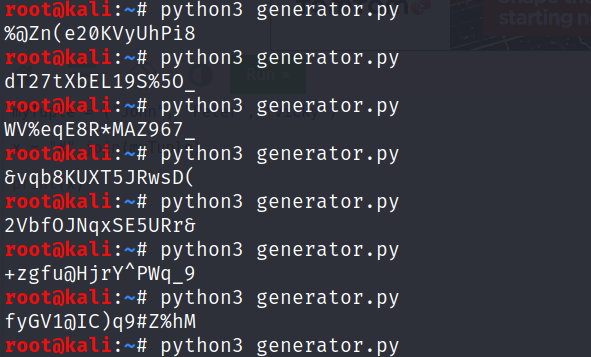 root@kali:~# python3 generator.py
%@Zn(e20KVyUhPi8
root@kali:~# python3 generator.py
dT27tXbEL19S%5O_
root@kali:~# python3 generator.py
WV%eqE8R*MAZ967_
root@kali:~# python3 generator.py
&vqb8KUXT5JRwsD(
root@kali:~# python3 generator.py
2VbfOJNqxSE5URr&
root@kali:~# python3 generator.py
+zgfu@HjrY^PWq_9
root@kali:~# python3 generator.py
fyGV1@IC)q9#Z%hM
root@kali:~# python3 generator.py